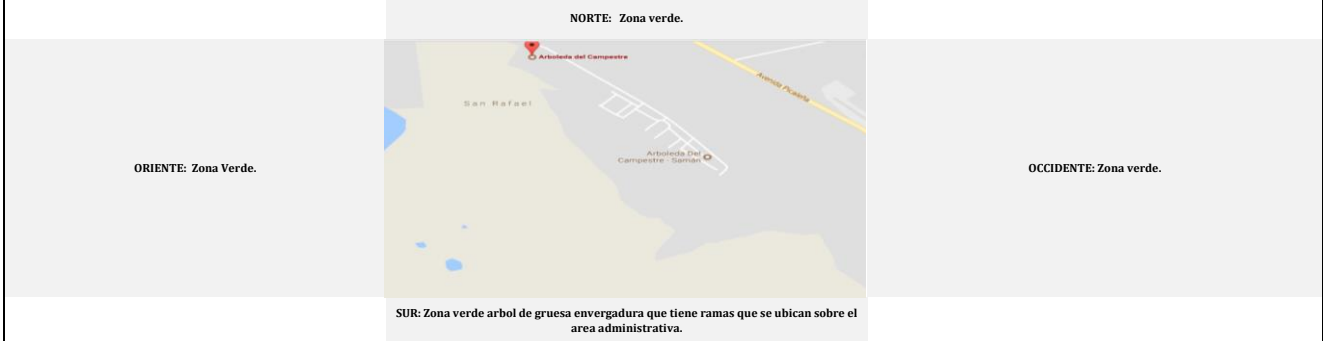 NORTE: Zona verde.
Arboleda del Campestre
Avenida Picaleña
San Rafael
Arboleda Del
Campestre - Saman
ORIENTE: Zona Verde.
OCCIDENTE: Zona verde.
SUR: Zona verde arbol de gruesa envergadura que tiene ramas que se ubican sobre el
area administrativa.